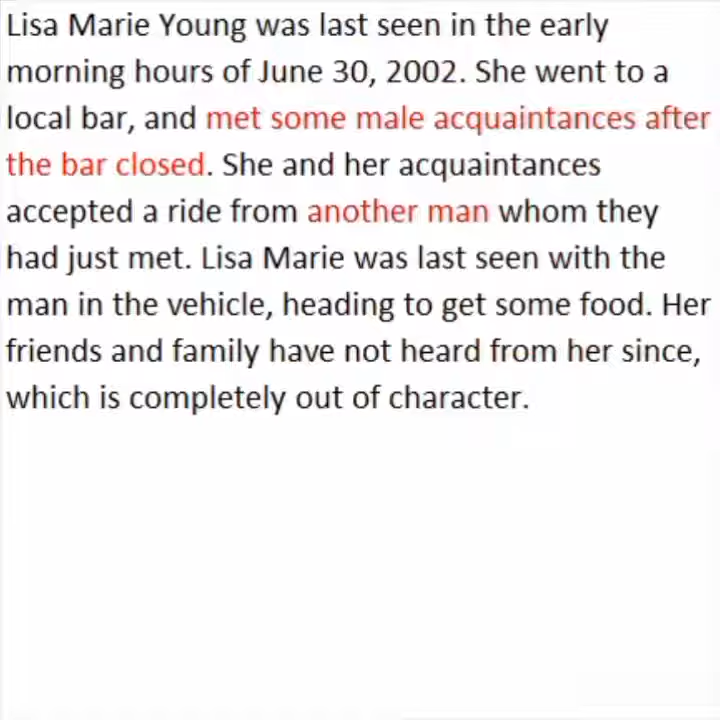 Lisa Marie Young was last seen in the early
morning hours of June 30, 2002. She went to a
local bar, and met some male acquaintances after
the bar closed. She and her acquaintances
accepted a ride from another man whom they
had just met. Lisa Marie was last seen with the
man in the vehicle, heading to get some food. Her
friends and family have not heard from her since,
which is completely out of character.